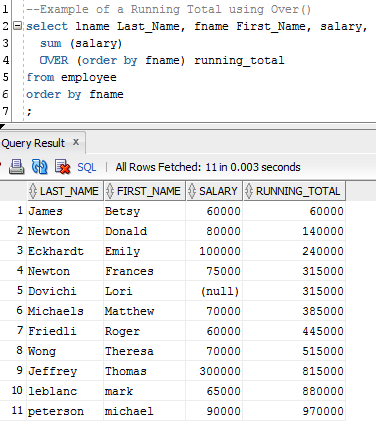 1 --Example of a Running Total using Over()
2 select lname Last_Name, fname First_Name, salary,
3 sum (salary)
4 OVER (order by fname) running_total
5 from employee
6 order by fname
7 ;
Query Result x
SQL | All Rows Fetched: 11 in 0.003 seconds
LAST_NAME FIRST_NAME SALARY RUNNING_TOTAL
1 James Betsy 60000 60000
2 Newton Donald 80000 140000
3 Eckhardt Emily 100000 240000
4 Newton Frances 75000 315000
5 Dovichi Lori (null) 315000
6 Michaels Matthew 70000 385000
7 Friedli Roger 60000 445000
8 Wong Theresa 70000 515000
9 Jeffrey Thomas 300000 815000
10 leblanc mark 65000 880000
11 peterson michael 90000 970000